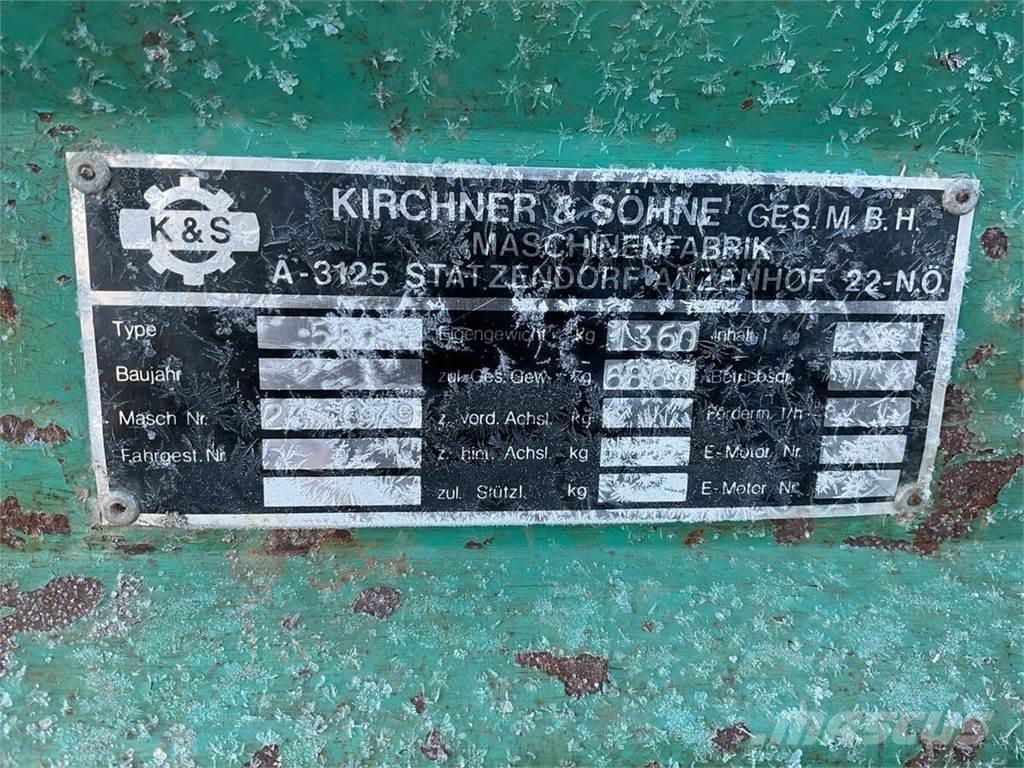 K & S
KIRCHNER & SÖHNE GES. M. B. H.
MASCHINENFABRIK
A-3125 STATZENDORF ANZENHOF 22-N.Ö.
Type Eigengewicht kg 1360 Inhalt l
Baujahr zul. Ges. Gew. kg Betriebsdr.
Masch Nr. z. vord. Achsl. kg Förderm. T/h
Fahrgest. Nr. z. hint. Achsl. kg E-Motor Nr.
zul. Stützl. kg E-Motor Nr.
mascus